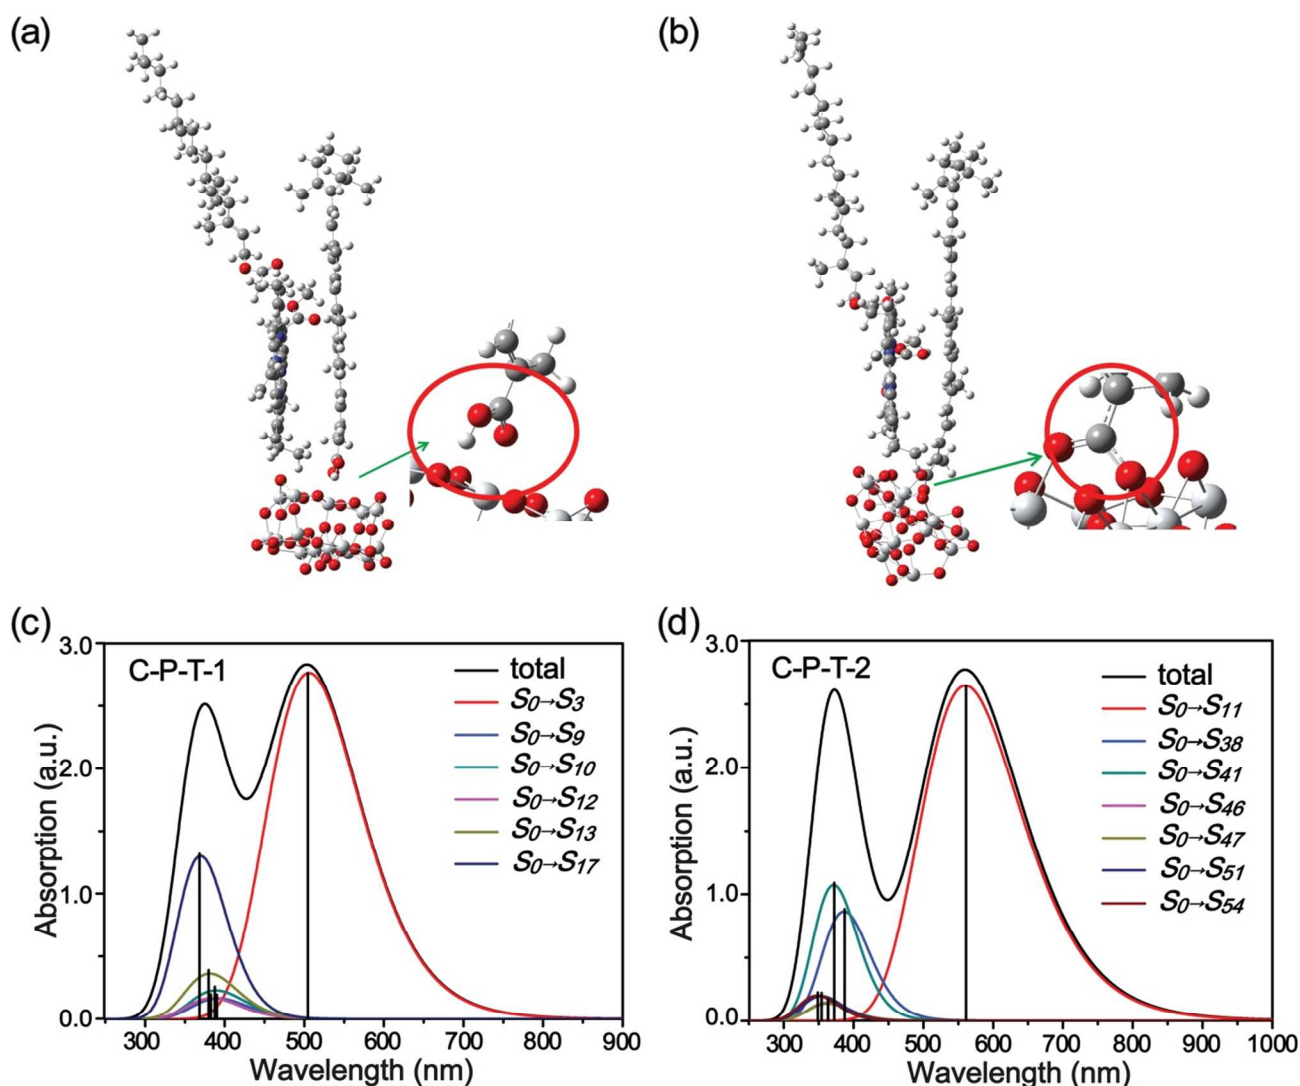 (a)
(b)
(c)
3.0
2.0
1.0
0.0
Absorption (a.u.)
C-P-T-1
total
S0→S3
S0→S9
S0→S10
S0→S12
S0→S13
S0→S17
300 400 500 600 700 800 900
Wavelength (nm)
(d)
3.0
2.0
1.0
0.0
Absorption (a.u.)
C-P-T-2
total
S0→S11
S0→S38
S0→S41
S0→S46
S0→S47
S0→S51
S0→S54
300 400 500 600 700 800 900 1000
Wavelength (nm)